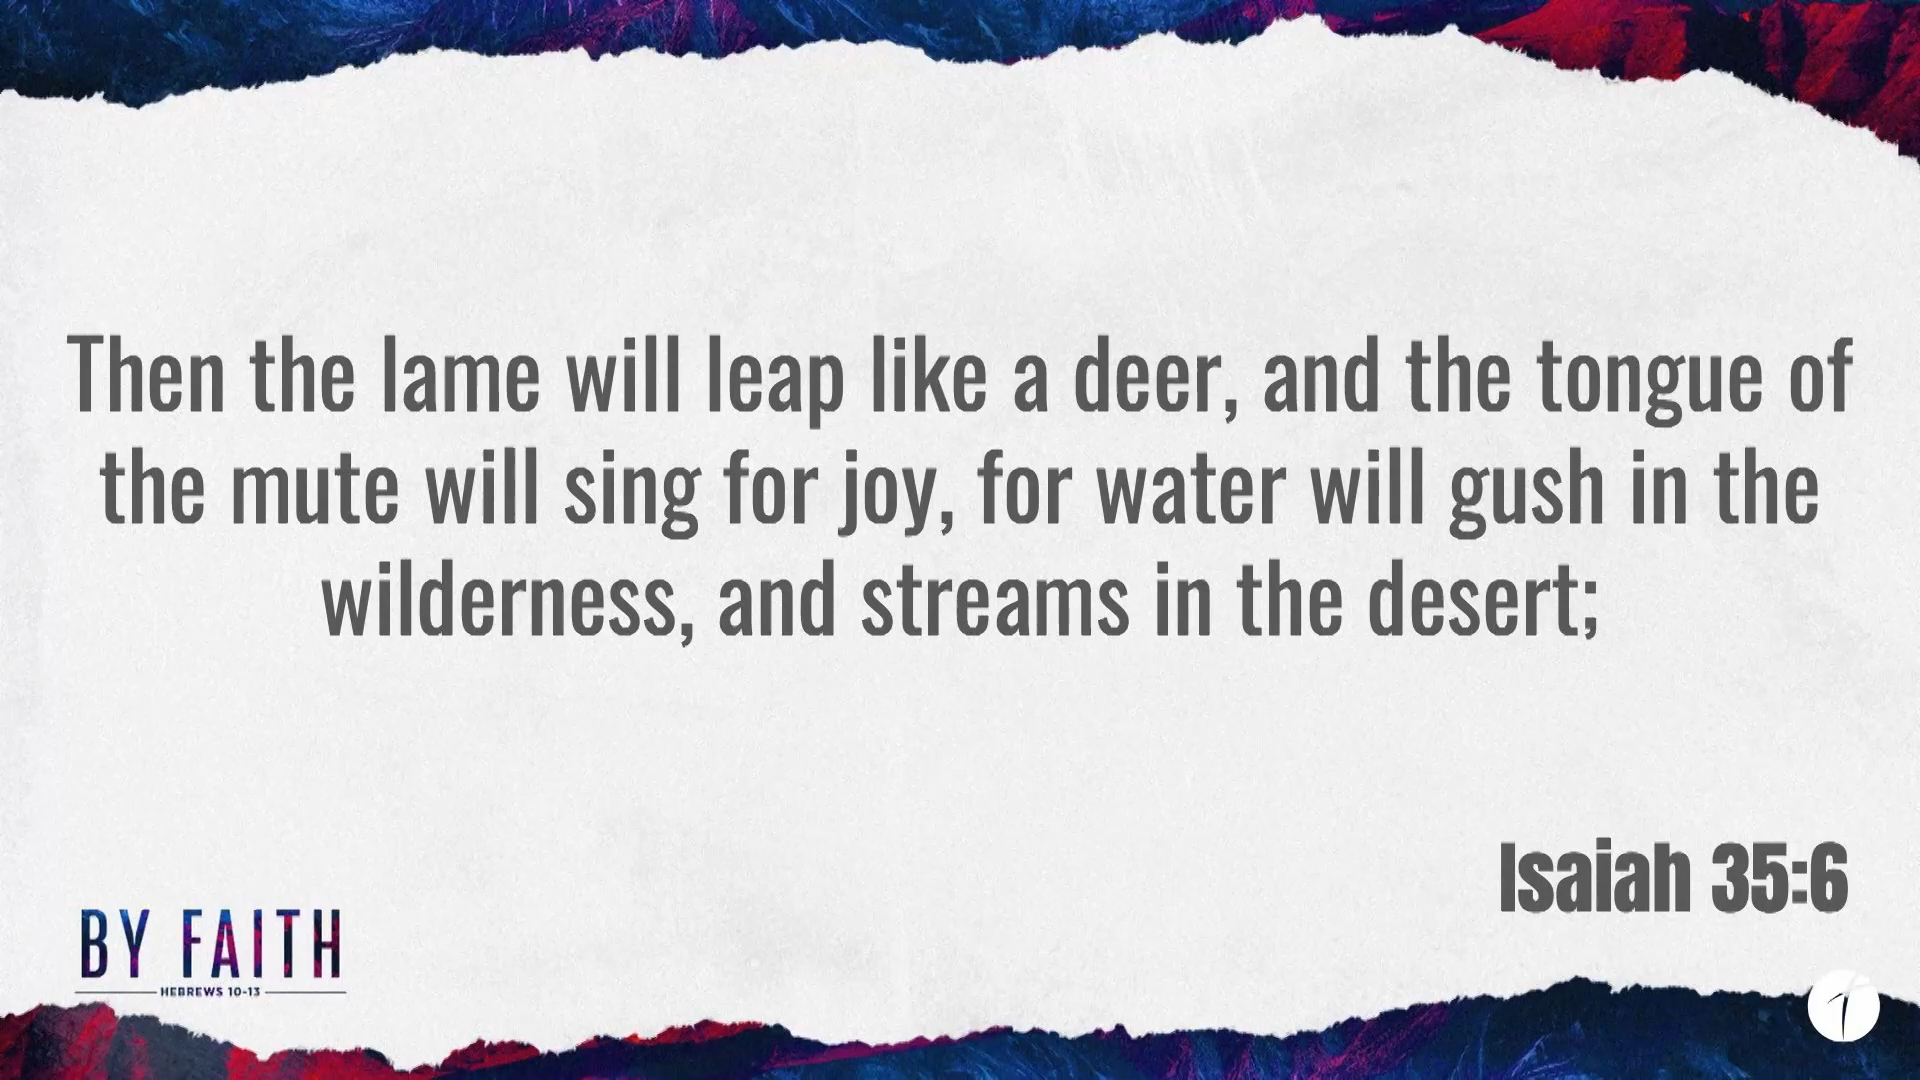 Then the lame will leap like a deer, and the tongue of
the mute will sing for joy, for water will gush in the
wilderness, and streams in the desert;
Isaiah 35:6
BY FAITH
HEBREWS 10-13